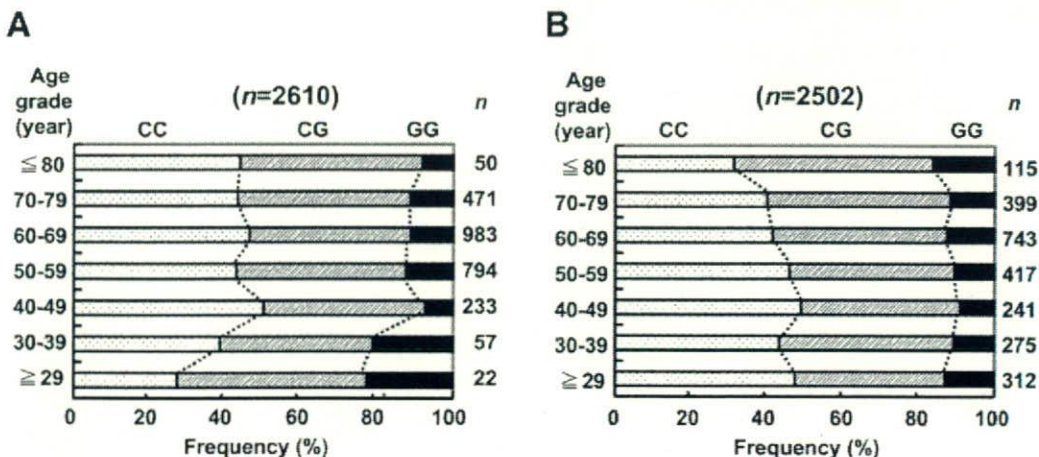 A
Age grade (year)
(n=2610)
n
CC CG GG
≦ 80 50
70-79 471
60-69 983
50-59 794
40-49 233
30-39 57
≧ 29 22
0 20 40 60 80 100
Frequency (%)
B
Age grade (year)
(n=2502)
n
CC CG GG
≦ 80 115
70-79 399
60-69 743
50-59 417
40-49 241
30-39 275
≧ 29 312
0 20 40 60 80 100
Frequency (%)